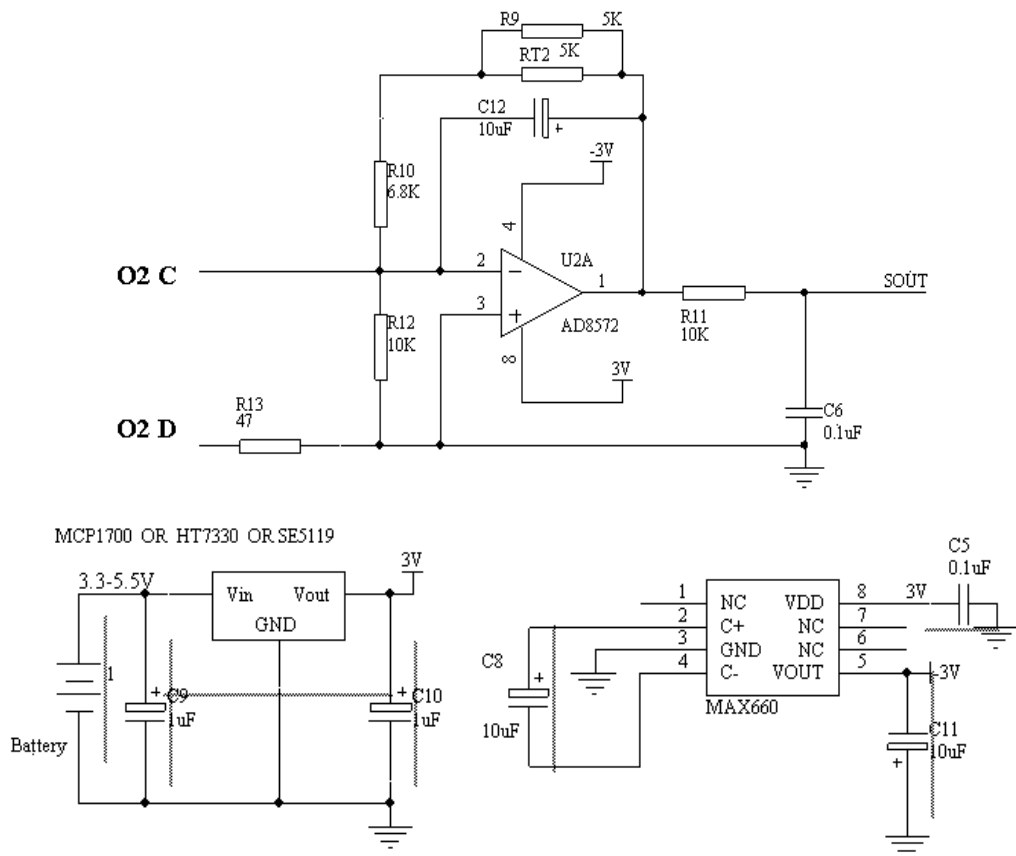 R9
5K
RT2
5K
C12
10uF
+
-3V
R10
6.8K
4
O2 C
2
−
U2A
1
SOUT
3
+
R12
10K
AD8572
R11
10K
8
3V
R13
47
O2 D
C6
0.1uF
MCP1700 OR HT7330 OR SE5119
3.3-5.5V
Vin
Vout
GND
3V
1
+
C9
1uF
+
C10
1uF
Battery
C5
0.1uF
1
NC
VDD
8
3V
2
C+
NC
7
3
GND
NC
6
4
C-
VOUT
5
-3V
MAX660
C8
+
10uF
C11
10uF
+